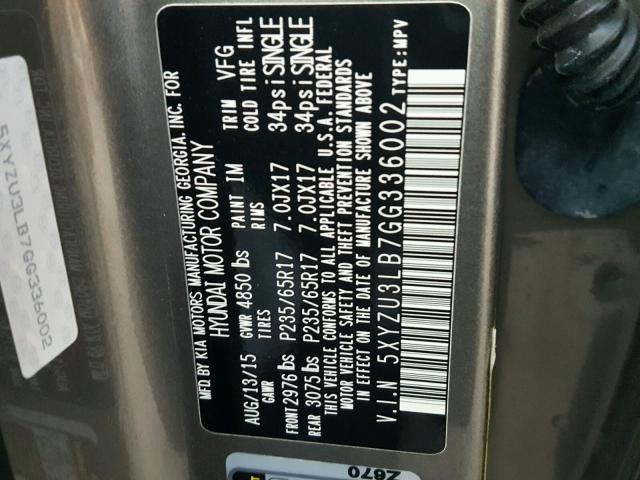 MFD BY KIA MOTORS MANUFACTURING GEORGIA, INC. FOR
HYUNDAI MOTOR COMPANY
AUG/13/15 GVWR 4850 lbs PAINT IM TRIM VFG
GAWR TIRES RIMS COLD TIRE INFL
FRONT 2976 lbs P235/65R17 7.0JX17 34psi SINGLE
REAR 3075 lbs P235/65R17 7.0JX17 34psi SINGLE
THIS VEHICLE CONFORMS TO ALL APPLICABLE U.S.A. FEDERAL
MOTOR VEHICLE SAFETY AND THEFT PREVENTION STANDARDS
IN EFFECT ON THE DATE OF MANUFACTURE SHOWN ABOVE
V.I.N 5XYZU3LB7GG336002 TYPE:MPV
5XYZU3LB7GG336002
Z670